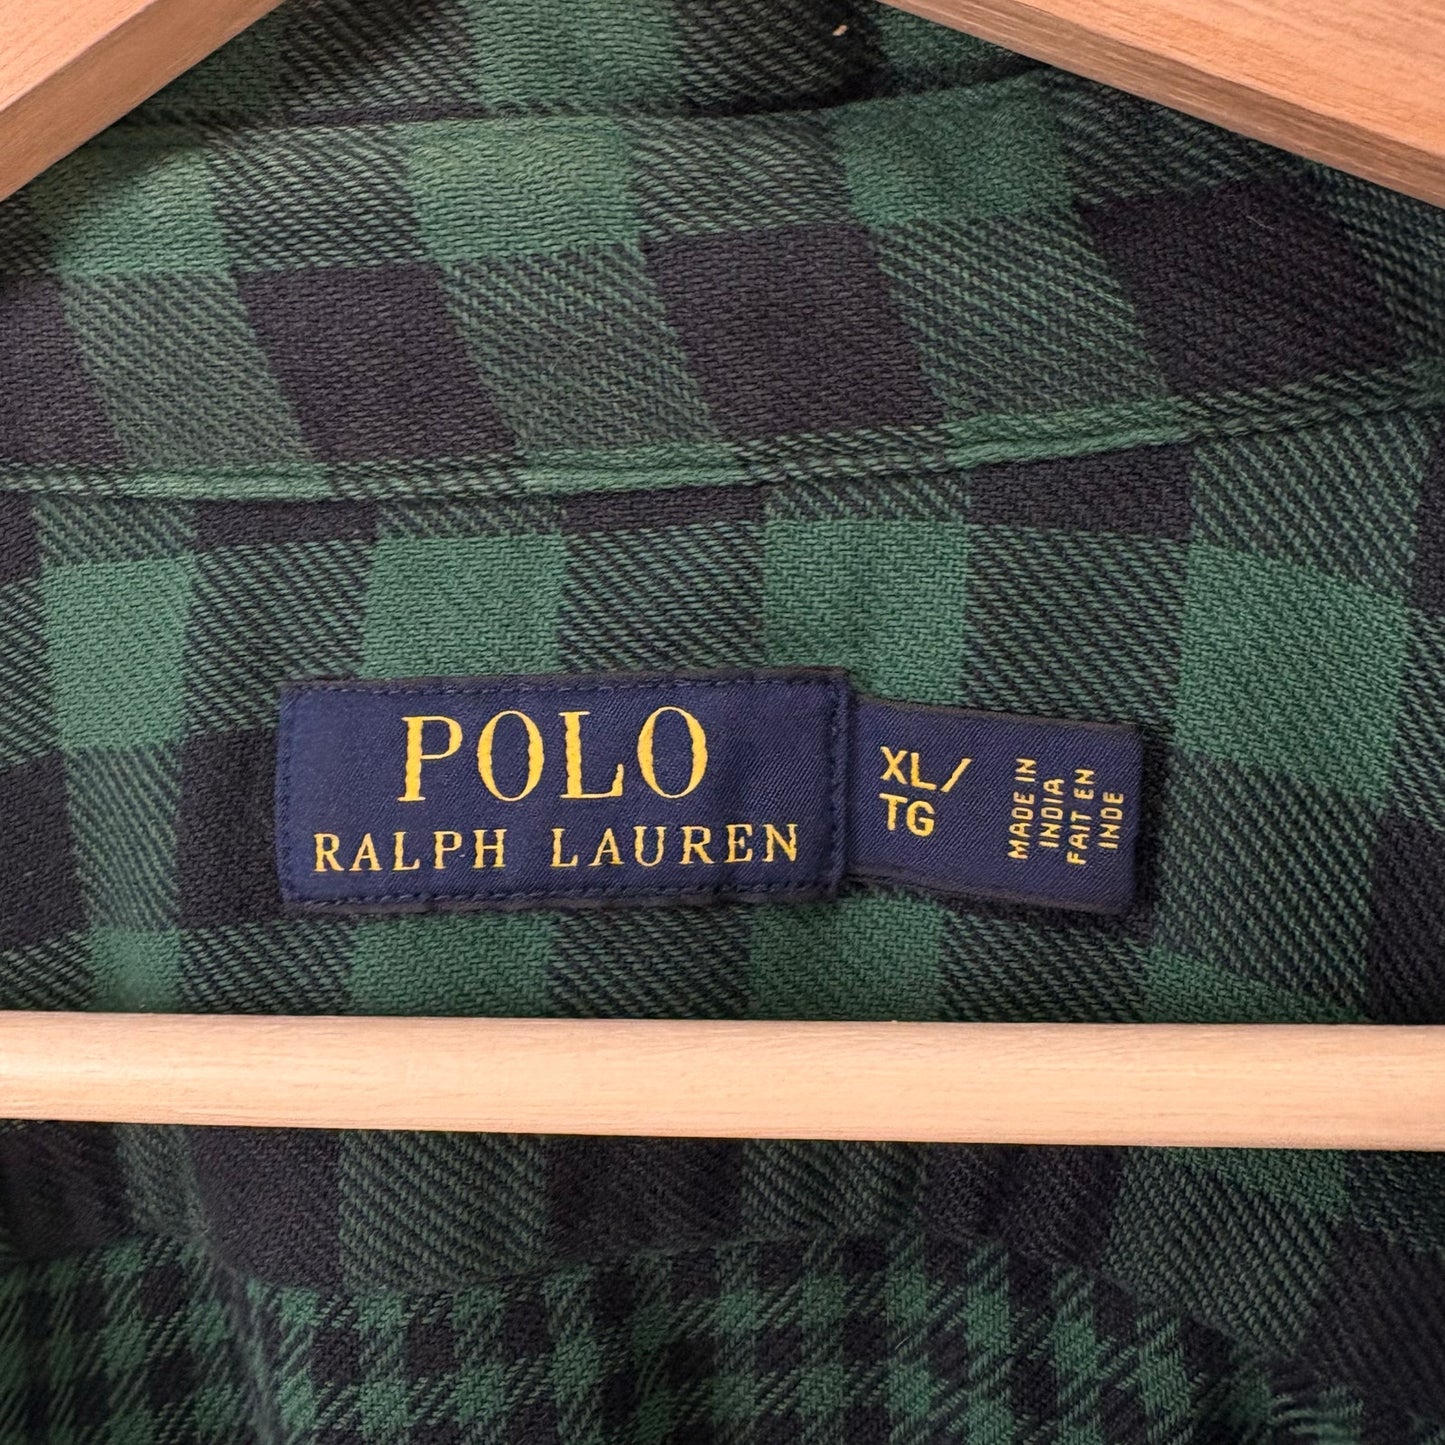 POLO
RALPH LAUREN
XL/
TG
MADE IN
INDIA
FAIT EN
INDE